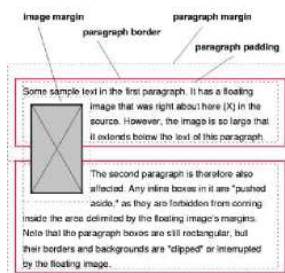 image margin
paragraph margin
paragraph border
paragraph padding
Some sample text in the first paragraph. It has a floating
image that was right about here (X) in the
source. However, the image is so large that
it extends below the text of this paragraph.
The second paragraph is therefore also
affected. Any inline boxes in it are "pushed
aside," as they are forbidden from coming
inside the area delimited by the floating image's margins.
Note that the paragraph boxes are still rectangular, but
their borders and backgrounds are "clipped" or interrupted
by the floating image.